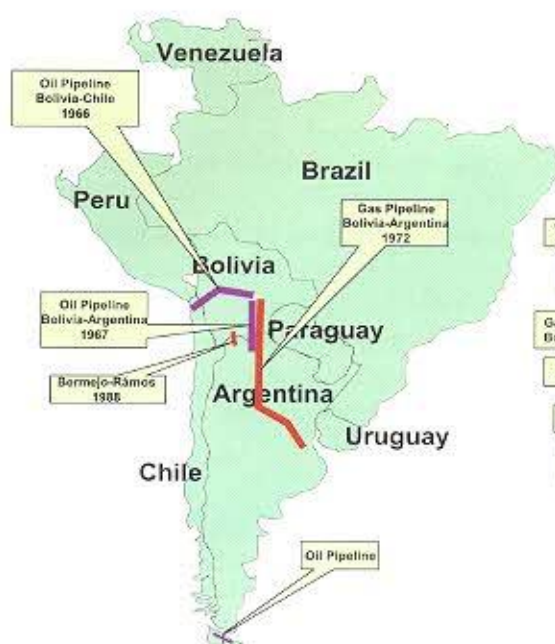 Venezuela
Oil Pipeline
Bolivia-Chile
1966
Brazil
Peru
Gas Pipeline
Bolivia-Argentina
1972
Bolivia
Oil Pipeline
Bolivia-Argentina
1967
Paraguay
Bermejo-Ramos
1988
Argentina
Uruguay
Chile
Oil Pipeline